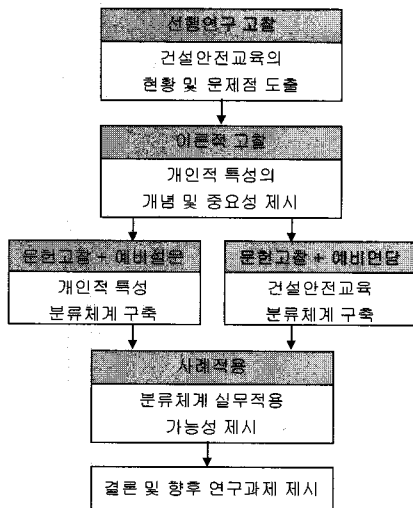 선행연구 고찰
건설안전교육의
현황 및 문제점 도출
이론적 고찰
개인적 특성의
개념 및 중요성 제시
문헌고찰 + 예비설문
개인적 특성
분류체계 구축
문헌고찰 + 예비면담
건설안전교육
분류체계 구축
사례적용
분류체계 실무적용
가능성 제시
결론 및 향후 연구과제 제시